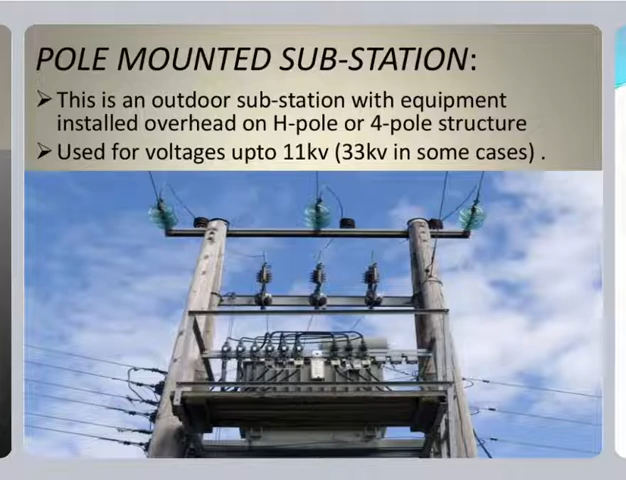 POLE MOUNTED SUB-STATION:
➢ This is an outdoor sub-station with equipment
installed overhead on H-pole or 4-pole structure
➢ Used for voltages upto 11kv (33kv in some cases) .